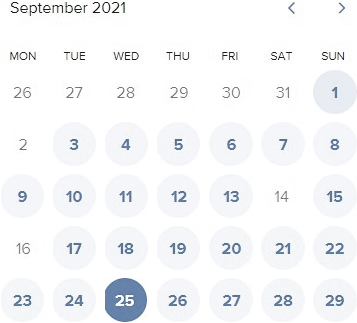 September 2021
MON TUE WED THU FRI SAT SUN
26 27 28 29 30 31 1
2 3 4 5 6 7 8
9 10 11 12 13 14 15
16 17 18 19 20 21 22
23 24 25 26 27 28 29